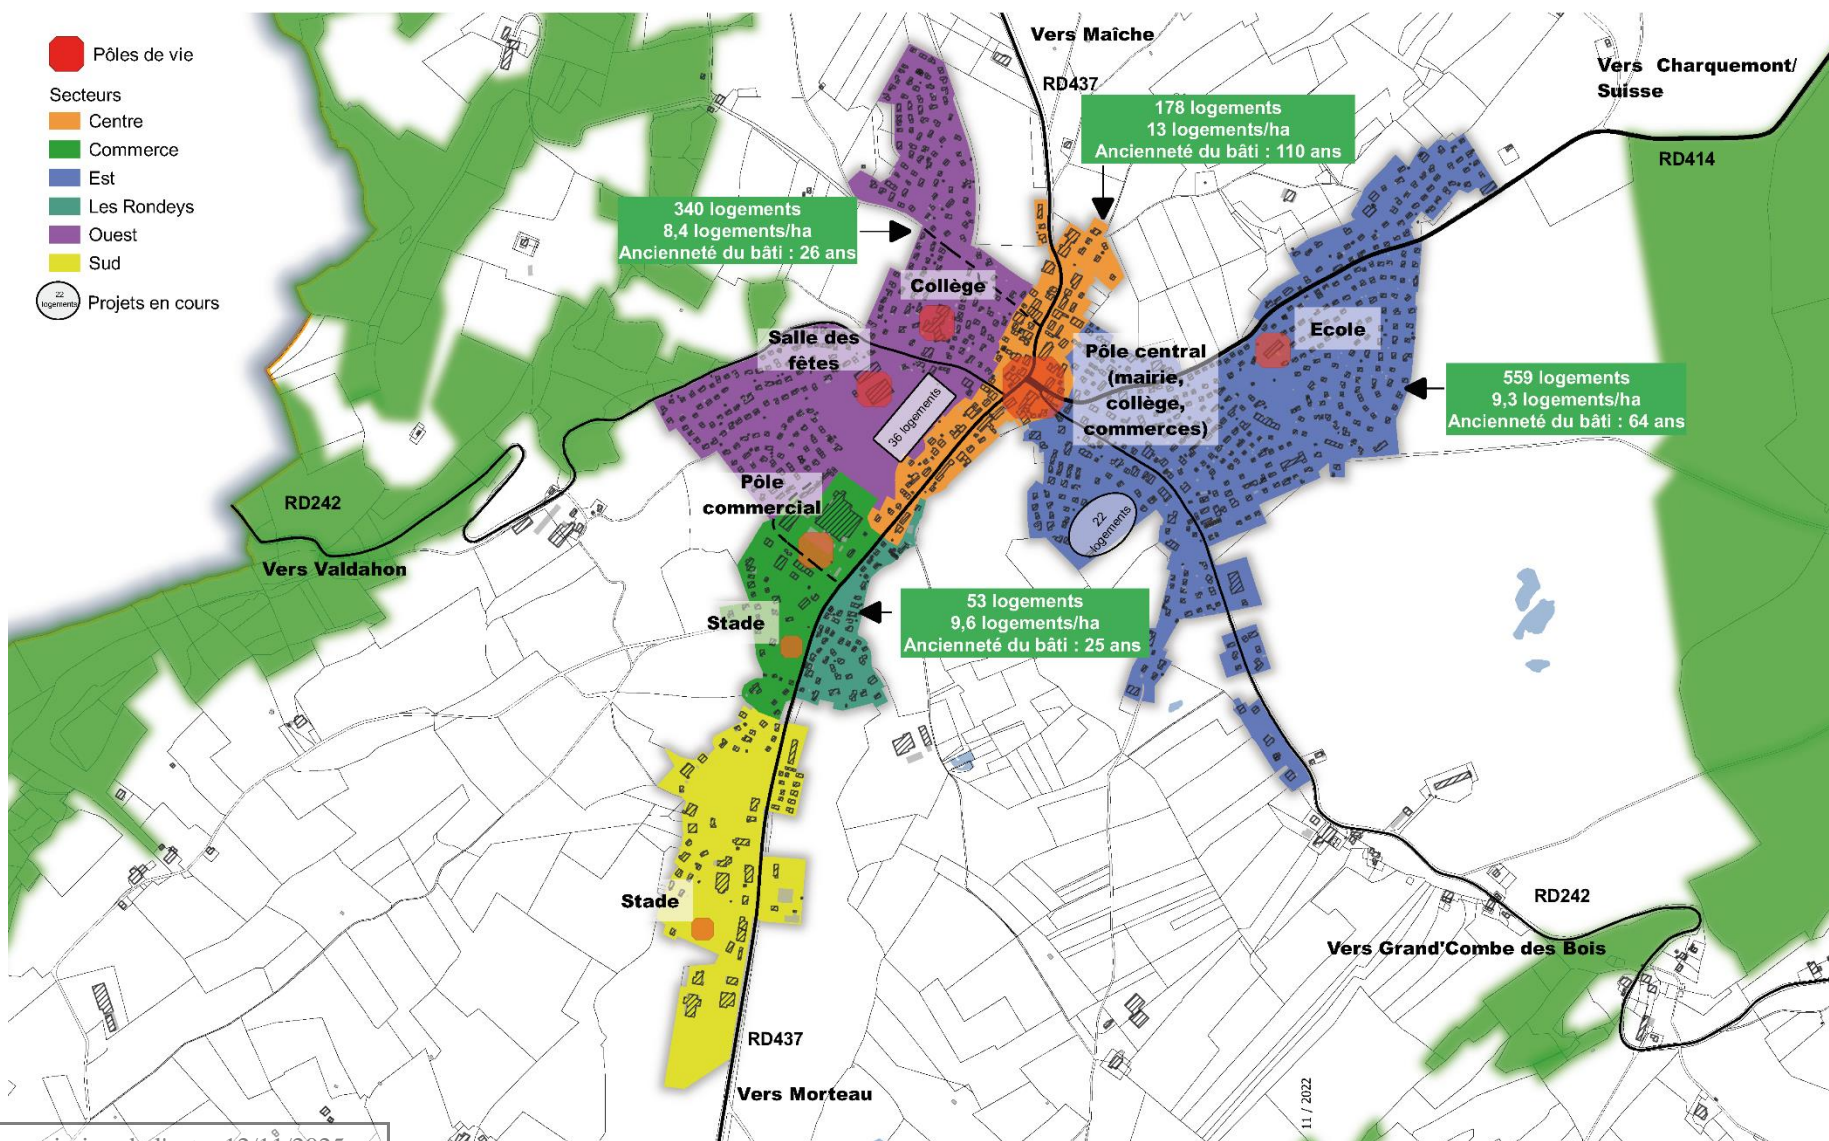 Pôles de vie
Secteurs
Centre
Commerce
Est
Les Rondeys
Ouest
Sud
22
logements
Projets en cours
Vers Maîche
RD437
Vers Charquemont/
Suisse
RD414
178 logements
13 logements/ha
Ancienneté du bâti : 110 ans
340 logements
8,4 logements/ha
Ancienneté du bâti : 26 ans
Collège
Salle des
fêtes
36 logements
Pôle central
(mairie,
collège,
commerces)
Ecole
559 logements
9,3 logements/ha
Ancienneté du bâti : 64 ans
Pôle
commercial
22
logements
RD242
Vers Valdahon
53 logements
9,6 logements/ha
Ancienneté du bâti : 25 ans
Stade
Stade
RD242
Vers Grand'Combe des Bois
RD437
Vers Morteau
11 / 2022
12/11/2025